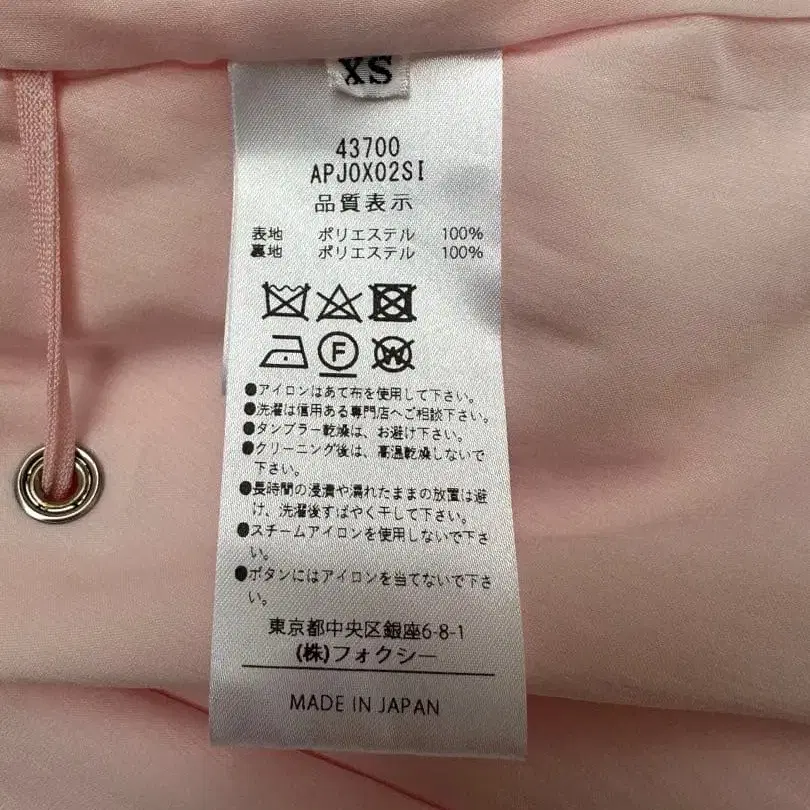 XS
43700
APJ0X02SI
品質表示
表地 ポリエステル 100%
裏地 ポリエステル 100%
F
W
●アイロンはあて布を使用して下さい。
●洗濯は信用ある専門店へご相談下さい。
●タンブラー乾燥は、お避け下さい。
●クリーニング後は、高温乾燥しないで
下さい。
●長時間の浸漬や濡れたままの放置は避
け、洗濯後すばやく干して下さい。
●スチームアイロンを使用しないで下さ
い。
●ボタンにはアイロンを当てないで下さ
い。
東京都中央区銀座6-8-1
(株)フォクシー
MADE IN JAPAN